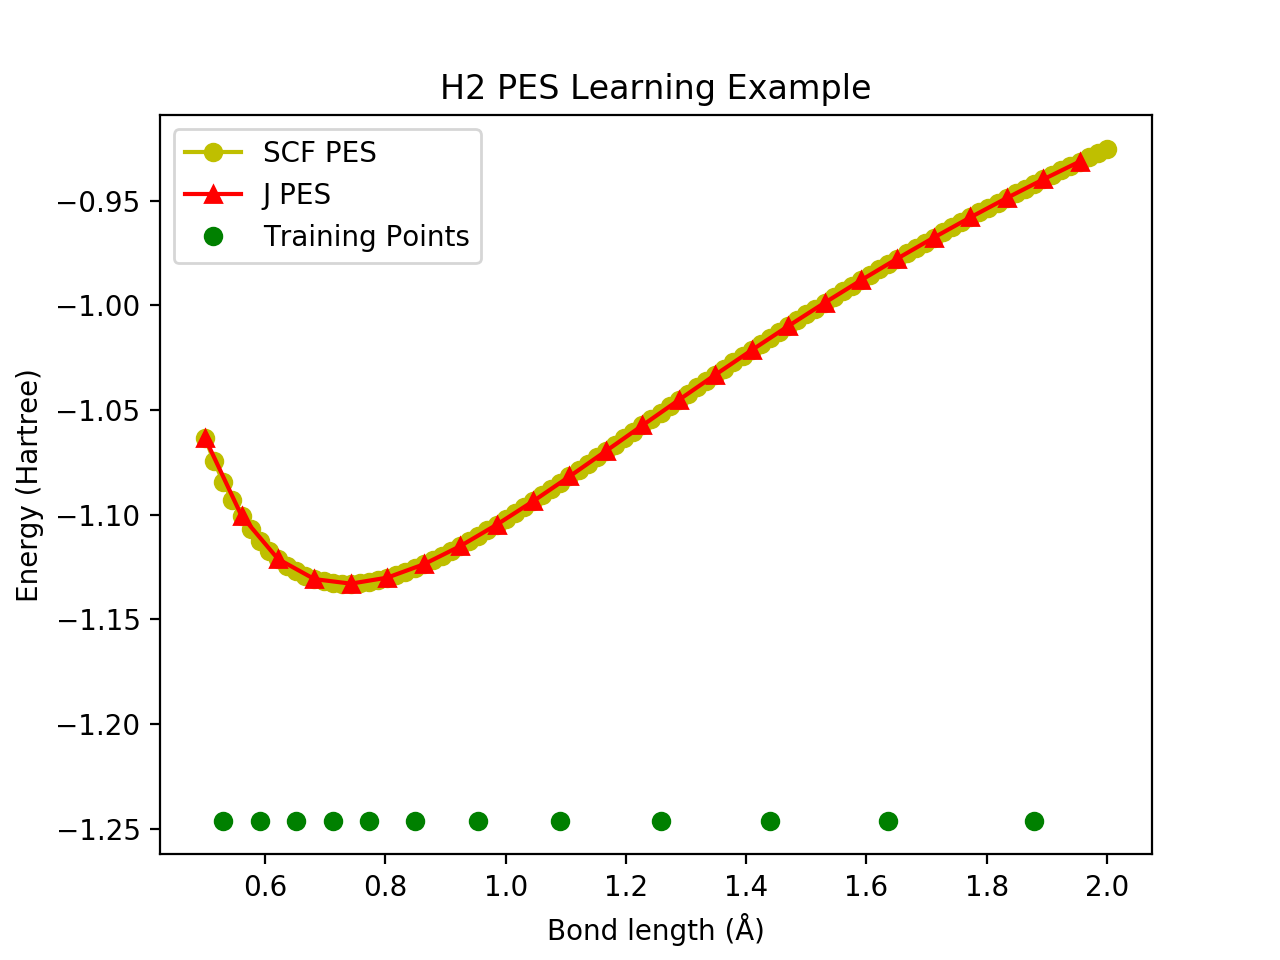 H2 PES Learning Example
SCF PES
J PES
Training Points
−0.95
−1.00
−1.05
−1.10
−1.15
−1.20
−1.25
Energy (Hartree)
0.6 0.8 1.0 1.2 1.4 1.6 1.8 2.0
Bond length (Å)